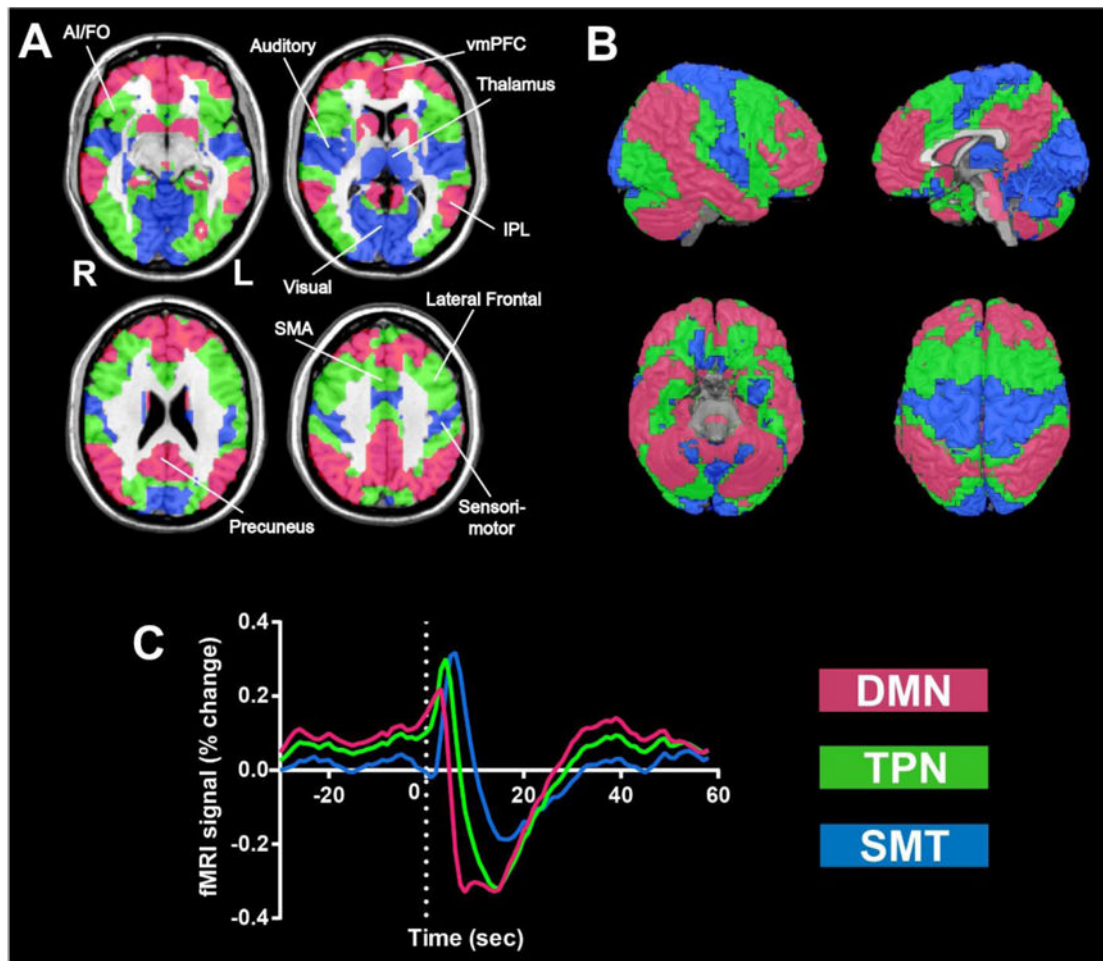 A
AI/FO
Auditory
vmPFC
Thalamus
B
IPL
R
L
Visual
SMA
Lateral Frontal
Precuneus
Sensori-
motor
C
fMRI signal (% change)
0.4
0.2
0.0
-0.2
-0.4
-20
0
20
40
60
Time (sec)
DMN
TPN
SMT